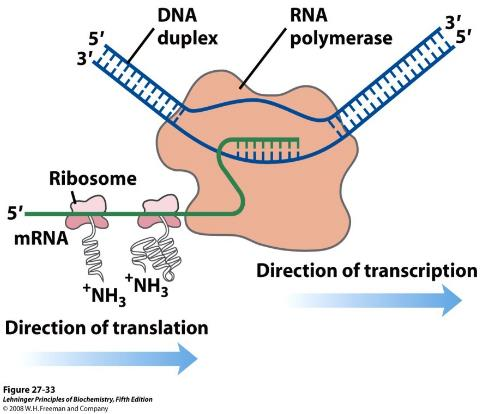 DNA
duplex
RNA
polymerase
5'
3'
3'
5'
Ribosome
5'
mRNA
+NH3
+NH3
Direction of transcription
Direction of translation
Figure 27-33
Lehninger Principles of Biochemistry, Fifth Edition
© 2008 W.H.Freeman and Company